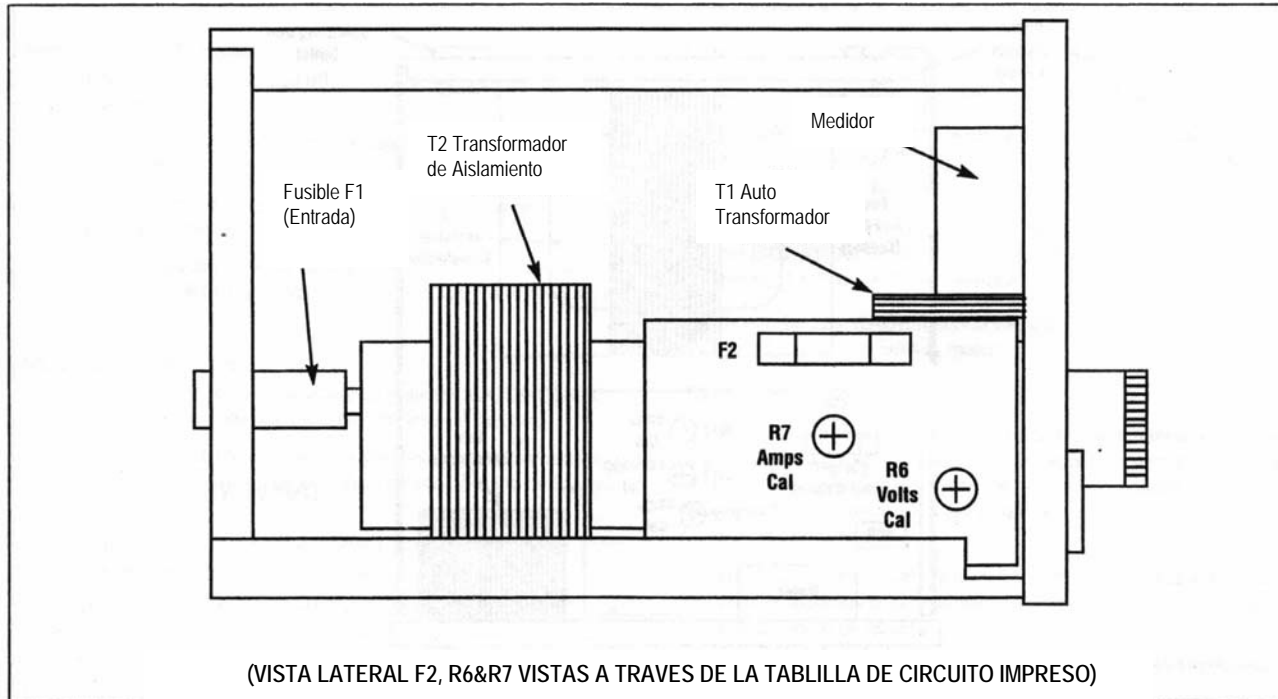 Medidor
T2 Transformador
de Aislamiento
Fusible F1
(Entrada)
T1 Auto
Transformador
F2
R7
Amps
Cal
R6
Volts
Cal
(VISTA LATERAL F2, R6&R7 VISTAS A TRAVES DE LA TABLILLA DE CIRCUITO IMPRESO)